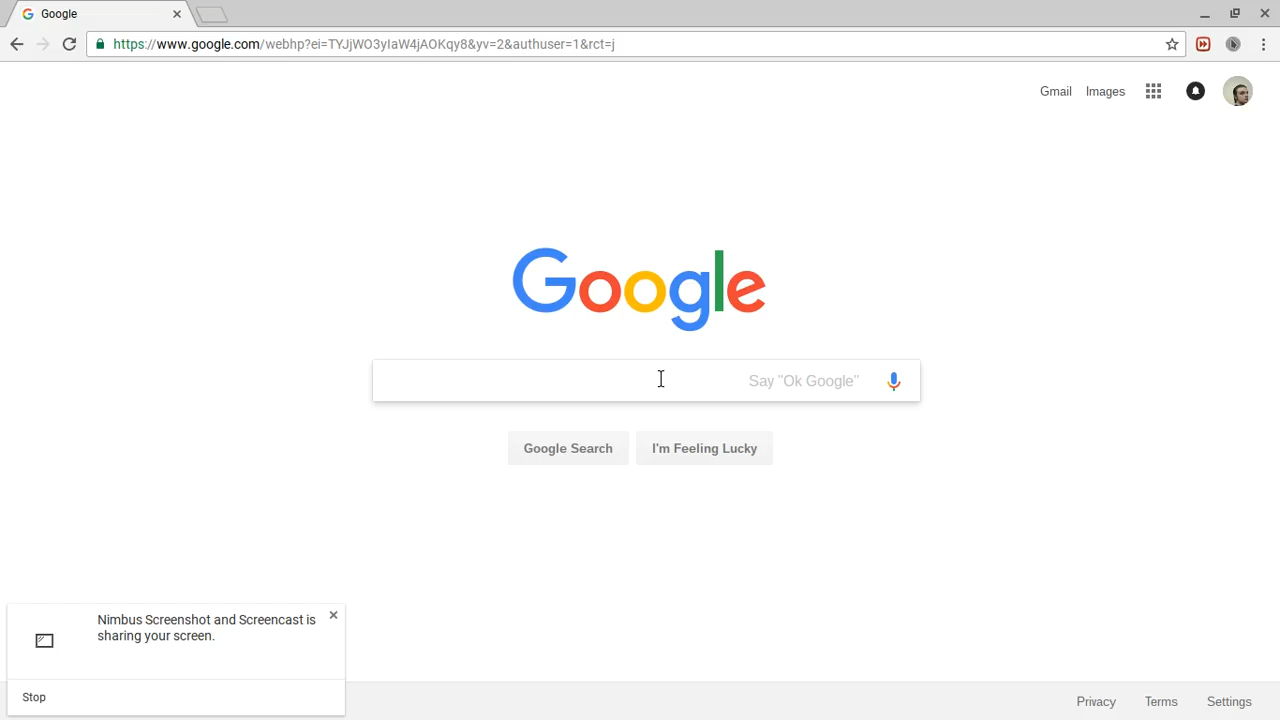 Google
https://www.google.com/webhp?ei=TYJjWO3yIaW4jAOKqy8&yv=2&authuser=1&rct=j
Gmail Images
Google
Say "Ok Google"
Google Search I'm Feeling Lucky
Nimbus Screenshot and Screencast is
sharing your screen.
Stop
Privacy Terms Settings